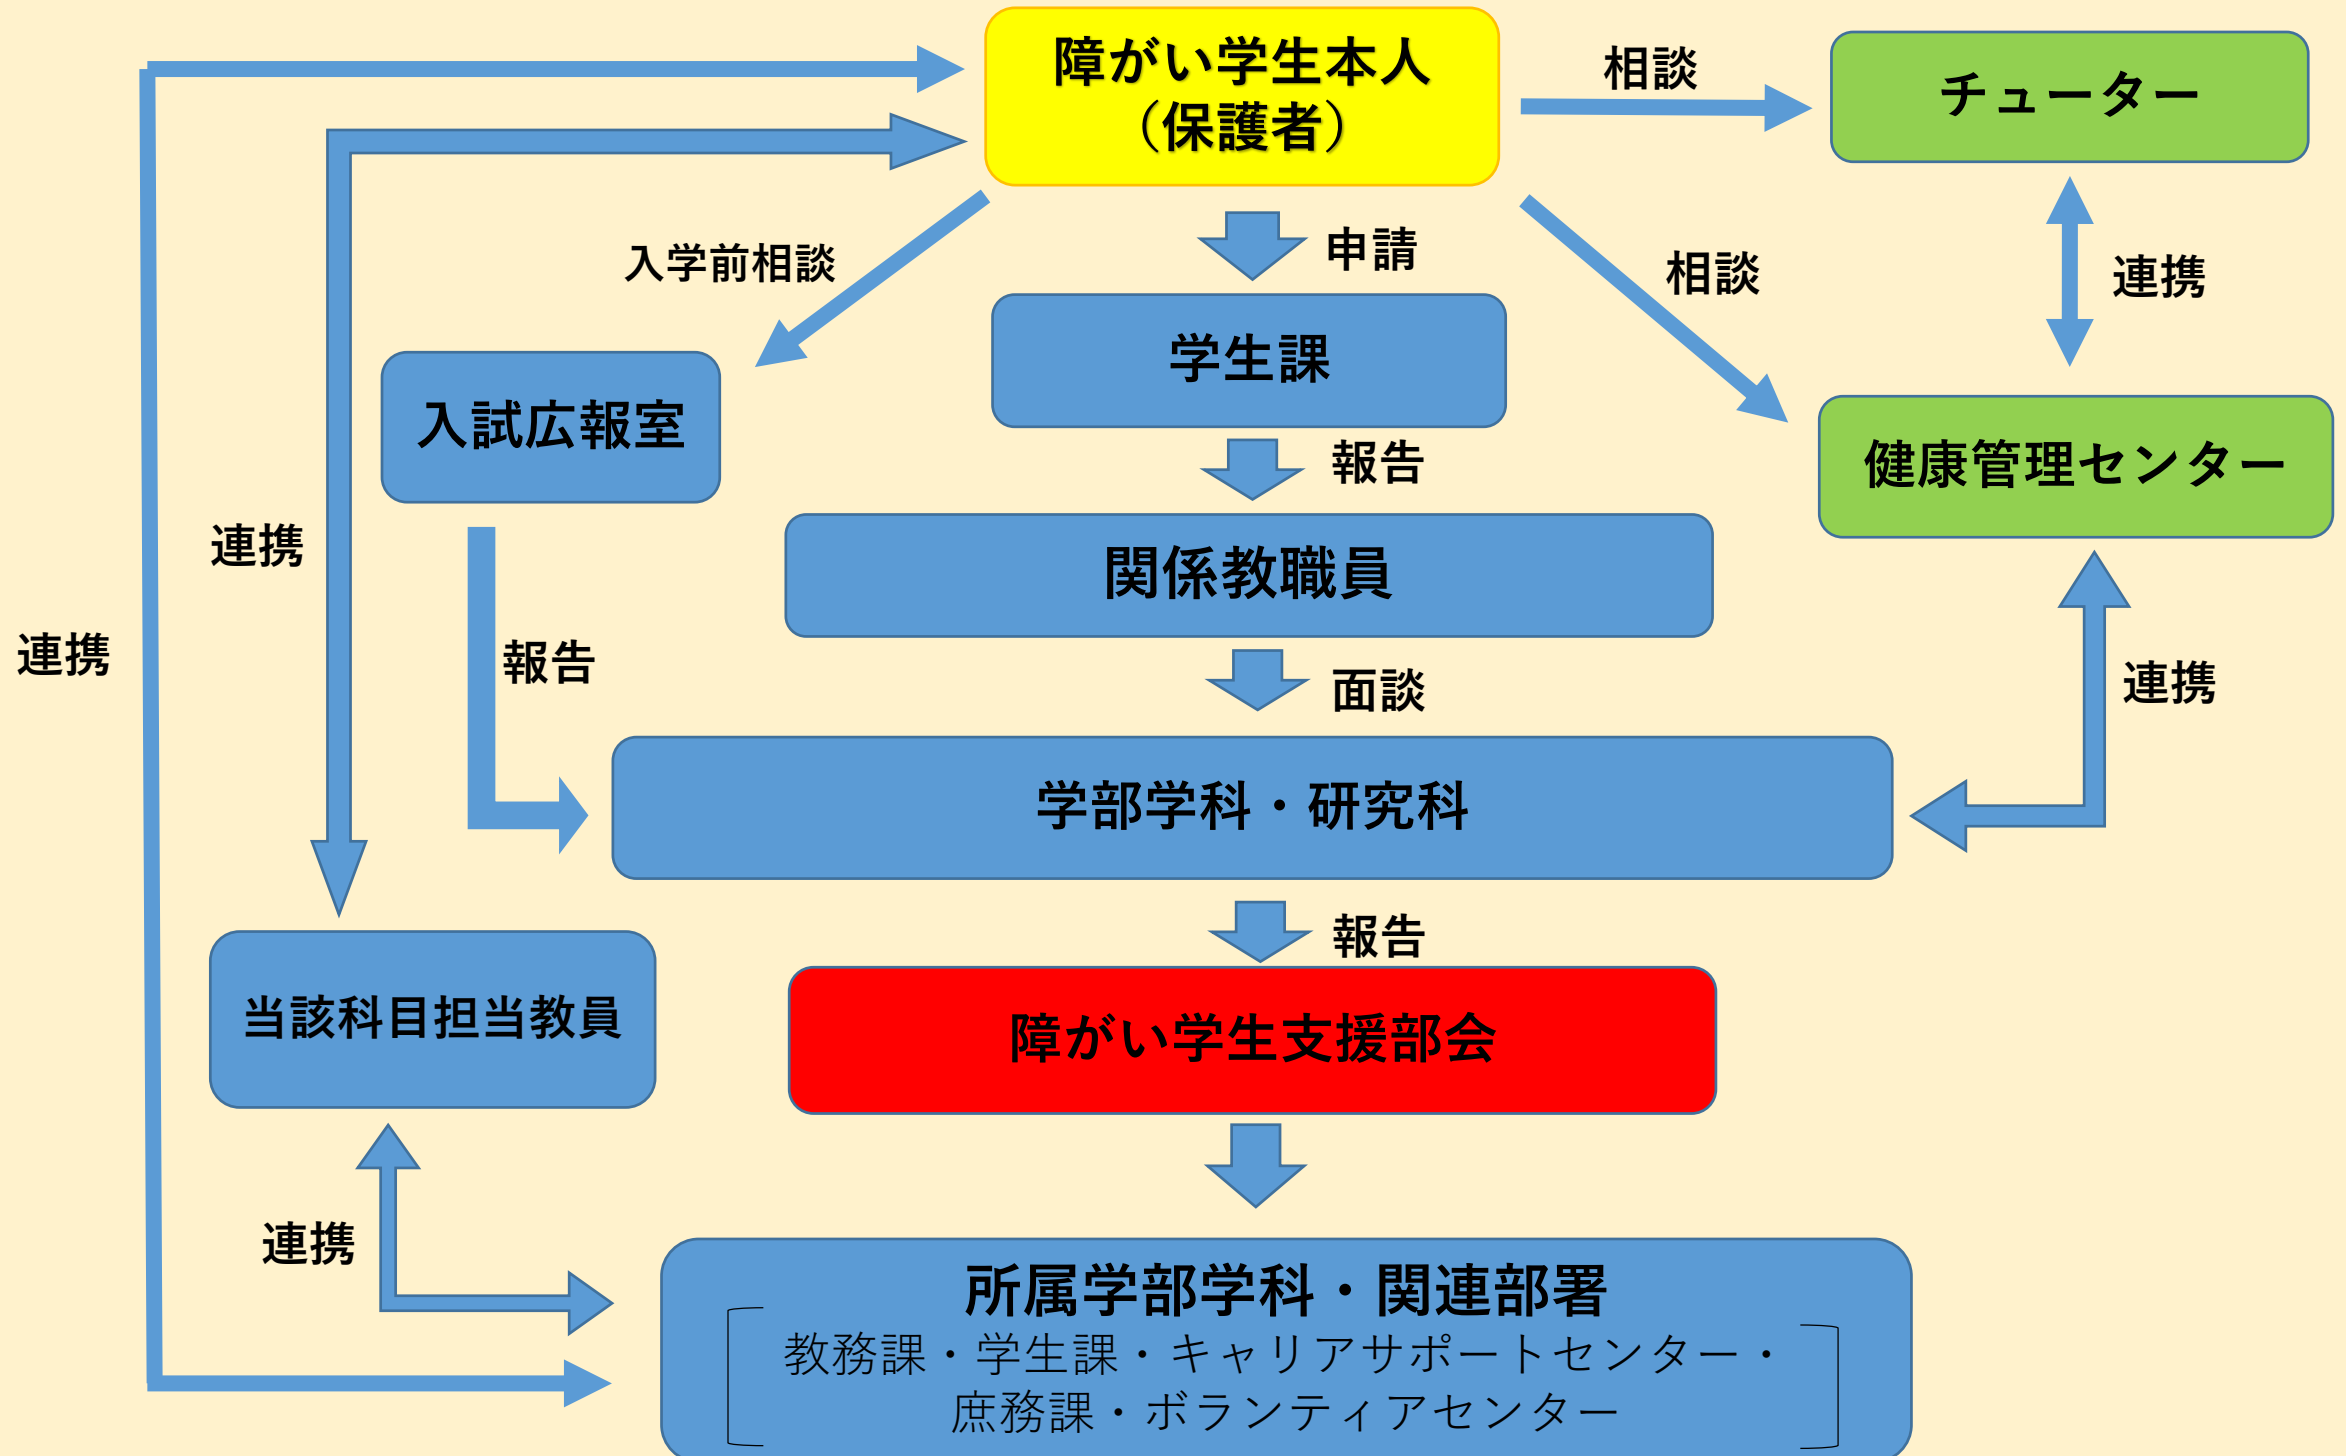 障がい学生本人
（保護者）
相談
チューター
入学前相談
申請
相談
連携
学生課
入試広報室
報告
健康管理センター
連携
関係教職員
連携
報告
面談
連携
学部学科・研究科
報告
当該科目担当教員
障がい学生支援部会
連携
所属学部学科・関連部署
教務課・学生課・キャリアサポートセンター・
庶務課・ボランティアセンター